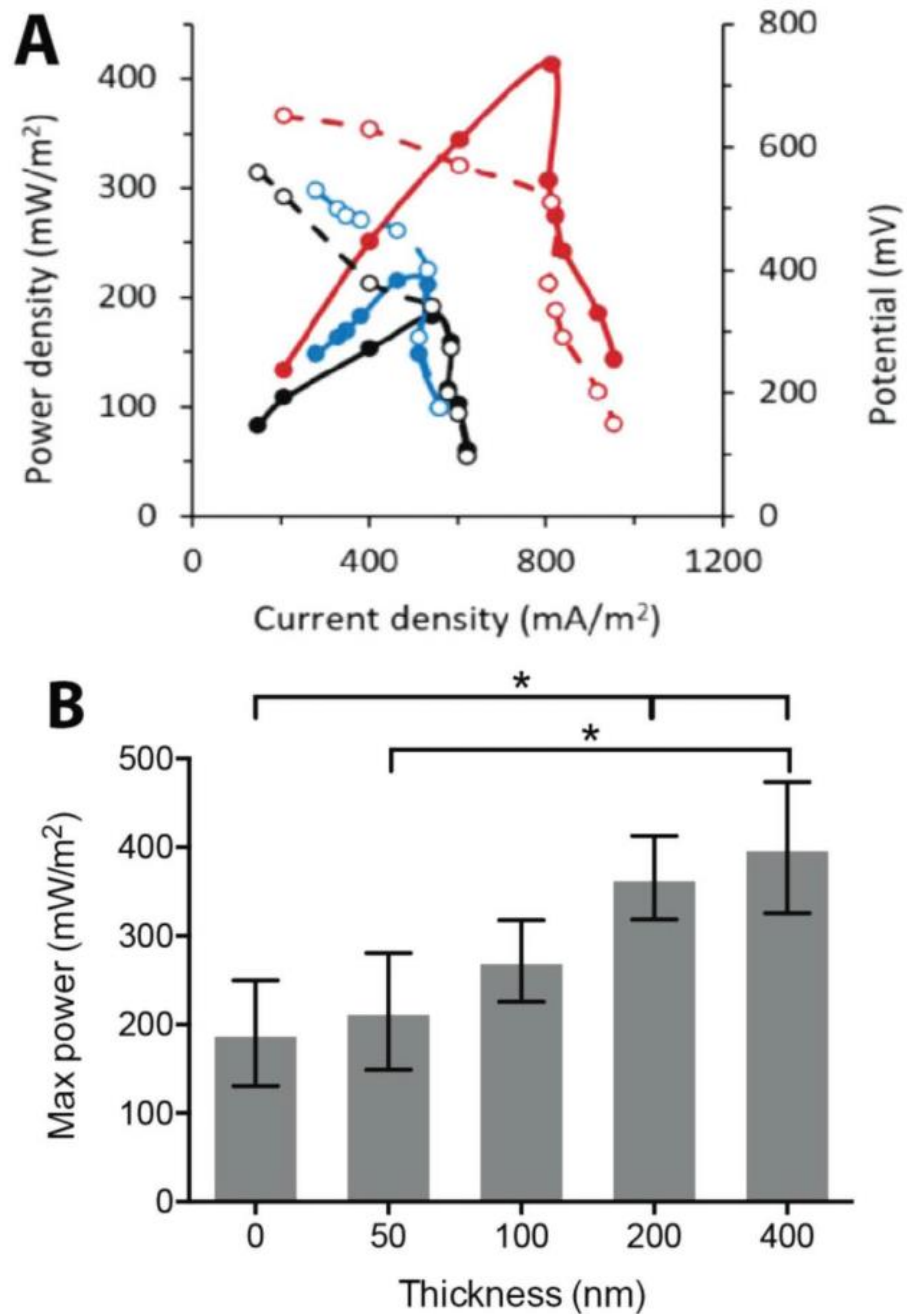 A
Power density (mW/m²)
400
300
200
100
0
800
600
400
200
0
Potential (mV)
0 400 800 1200
Current density (mA/m²)
B
*
*
Max power (mW/m²)
500
400
300
200
100
0
0 50 100 200 400
Thickness (nm)